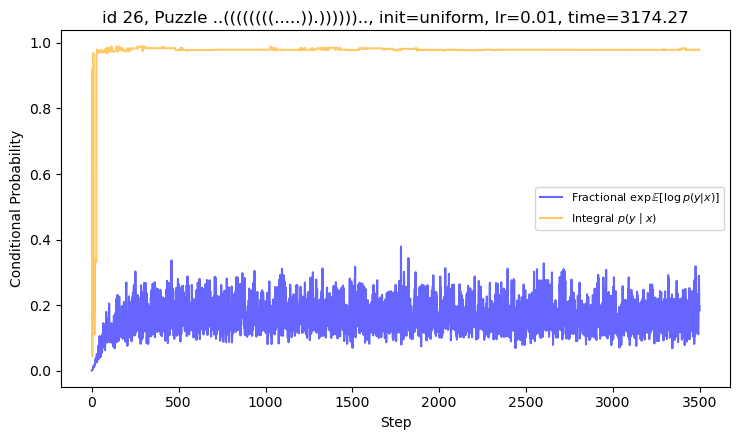 id 26, Puzzle ..((((((((.....)).)))))).., init=uniform, lr=0.01, time=3174.27
Conditional Probability
1.0
0.8
0.6
0.4
0.2
0.0
Fractional exp𝔼[log p(y|x)]
Integral p(y | x)
0 500 1000 1500 2000 2500 3000 3500
Step